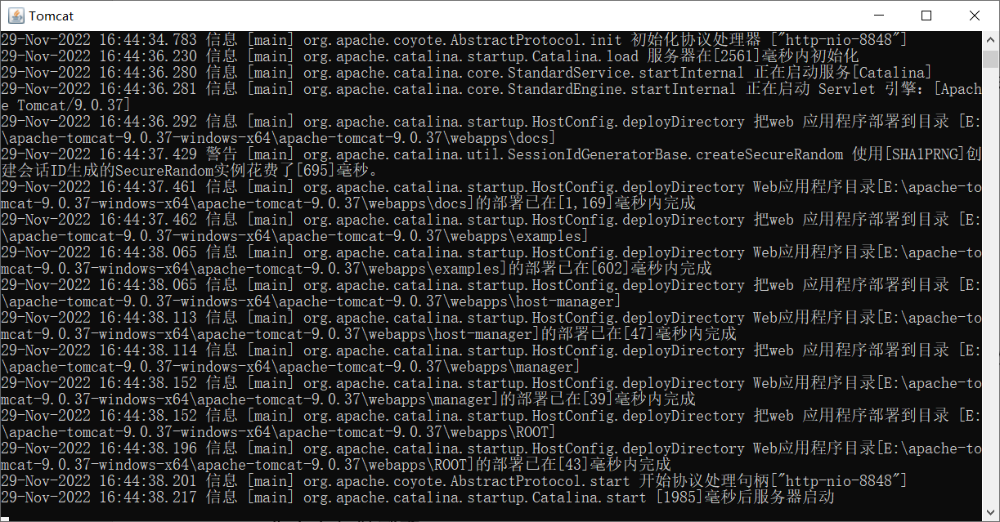 Tomcat
29-Nov-2022 16:44:34.783 信息 [main] org.apache.coyote.AbstractProtocol.init 初始化协议处理器 ["http-nio-8848"]
29-Nov-2022 16:44:36.230 信息 [main] org.apache.catalina.startup.Catalina.load 服务器在[2561]毫秒内初始化
29-Nov-2022 16:44:36.280 信息 [main] org.apache.catalina.core.StandardService.startInternal 正在启动服务[Catalina]
29-Nov-2022 16:44:36.281 信息 [main] org.apache.catalina.core.StandardEngine.startInternal 正在启动 Servlet 引擎：[Apach
e Tomcat/9.0.37]
29-Nov-2022 16:44:36.292 信息 [main] org.apache.catalina.startup.HostConfig.deployDirectory 把web 应用程序部署到目录 [E:
\apache-tomcat-9.0.37-windows-x64\apache-tomcat-9.0.37\webapps\docs]
29-Nov-2022 16:44:37.429 警告 [main] org.apache.catalina.util.SessionIdGeneratorBase.createSecureRandom 使用[SHA1PRNG]创
建会话ID生成的SecureRandom实例花费了[695]毫秒。
29-Nov-2022 16:44:37.461 信息 [main] org.apache.catalina.startup.HostConfig.deployDirectory Web应用程序目录[E:\apache-to
mcat-9.0.37-windows-x64\apache-tomcat-9.0.37\webapps\docs]的部署已在[1,169]毫秒内完成
29-Nov-2022 16:44:37.462 信息 [main] org.apache.catalina.startup.HostConfig.deployDirectory 把web 应用程序部署到目录 [E:
\apache-tomcat-9.0.37-windows-x64\apache-tomcat-9.0.37\webapps\examples]
29-Nov-2022 16:44:38.065 信息 [main] org.apache.catalina.startup.HostConfig.deployDirectory Web应用程序目录[E:\apache-to
mcat-9.0.37-windows-x64\apache-tomcat-9.0.37\webapps\examples]的部署已在[602]毫秒内完成
29-Nov-2022 16:44:38.065 信息 [main] org.apache.catalina.startup.HostConfig.deployDirectory 把web 应用程序部署到目录 [E:
\apache-tomcat-9.0.37-windows-x64\apache-tomcat-9.0.37\webapps\host-manager]
29-Nov-2022 16:44:38.113 信息 [main] org.apache.catalina.startup.HostConfig.deployDirectory Web应用程序目录[E:\apache-to
mcat-9.0.37-windows-x64\apache-tomcat-9.0.37\webapps\host-manager]的部署已在[47]毫秒内完成
29-Nov-2022 16:44:38.114 信息 [main] org.apache.catalina.startup.HostConfig.deployDirectory 把web 应用程序部署到目录 [E:
\apache-tomcat-9.0.37-windows-x64\apache-tomcat-9.0.37\webapps\manager]
29-Nov-2022 16:44:38.152 信息 [main] org.apache.catalina.startup.HostConfig.deployDirectory Web应用程序目录[E:\apache-to
mcat-9.0.37-windows-x64\apache-tomcat-9.0.37\webapps\manager]的部署已在[39]毫秒内完成
29-Nov-2022 16:44:38.152 信息 [main] org.apache.catalina.startup.HostConfig.deployDirectory 把web 应用程序部署到目录 [E:
\apache-tomcat-9.0.37-windows-x64\apache-tomcat-9.0.37\webapps\ROOT]
29-Nov-2022 16:44:38.196 信息 [main] org.apache.catalina.startup.HostConfig.deployDirectory Web应用程序目录[E:\apache-to
mcat-9.0.37-windows-x64\apache-tomcat-9.0.37\webapps\ROOT]的部署已在[43]毫秒内完成
29-Nov-2022 16:44:38.201 信息 [main] org.apache.coyote.AbstractProtocol.start 开始协议处理句柄["http-nio-8848"]
29-Nov-2022 16:44:38.217 信息 [main] org.apache.catalina.startup.Catalina.start [1985]毫秒后服务器启动